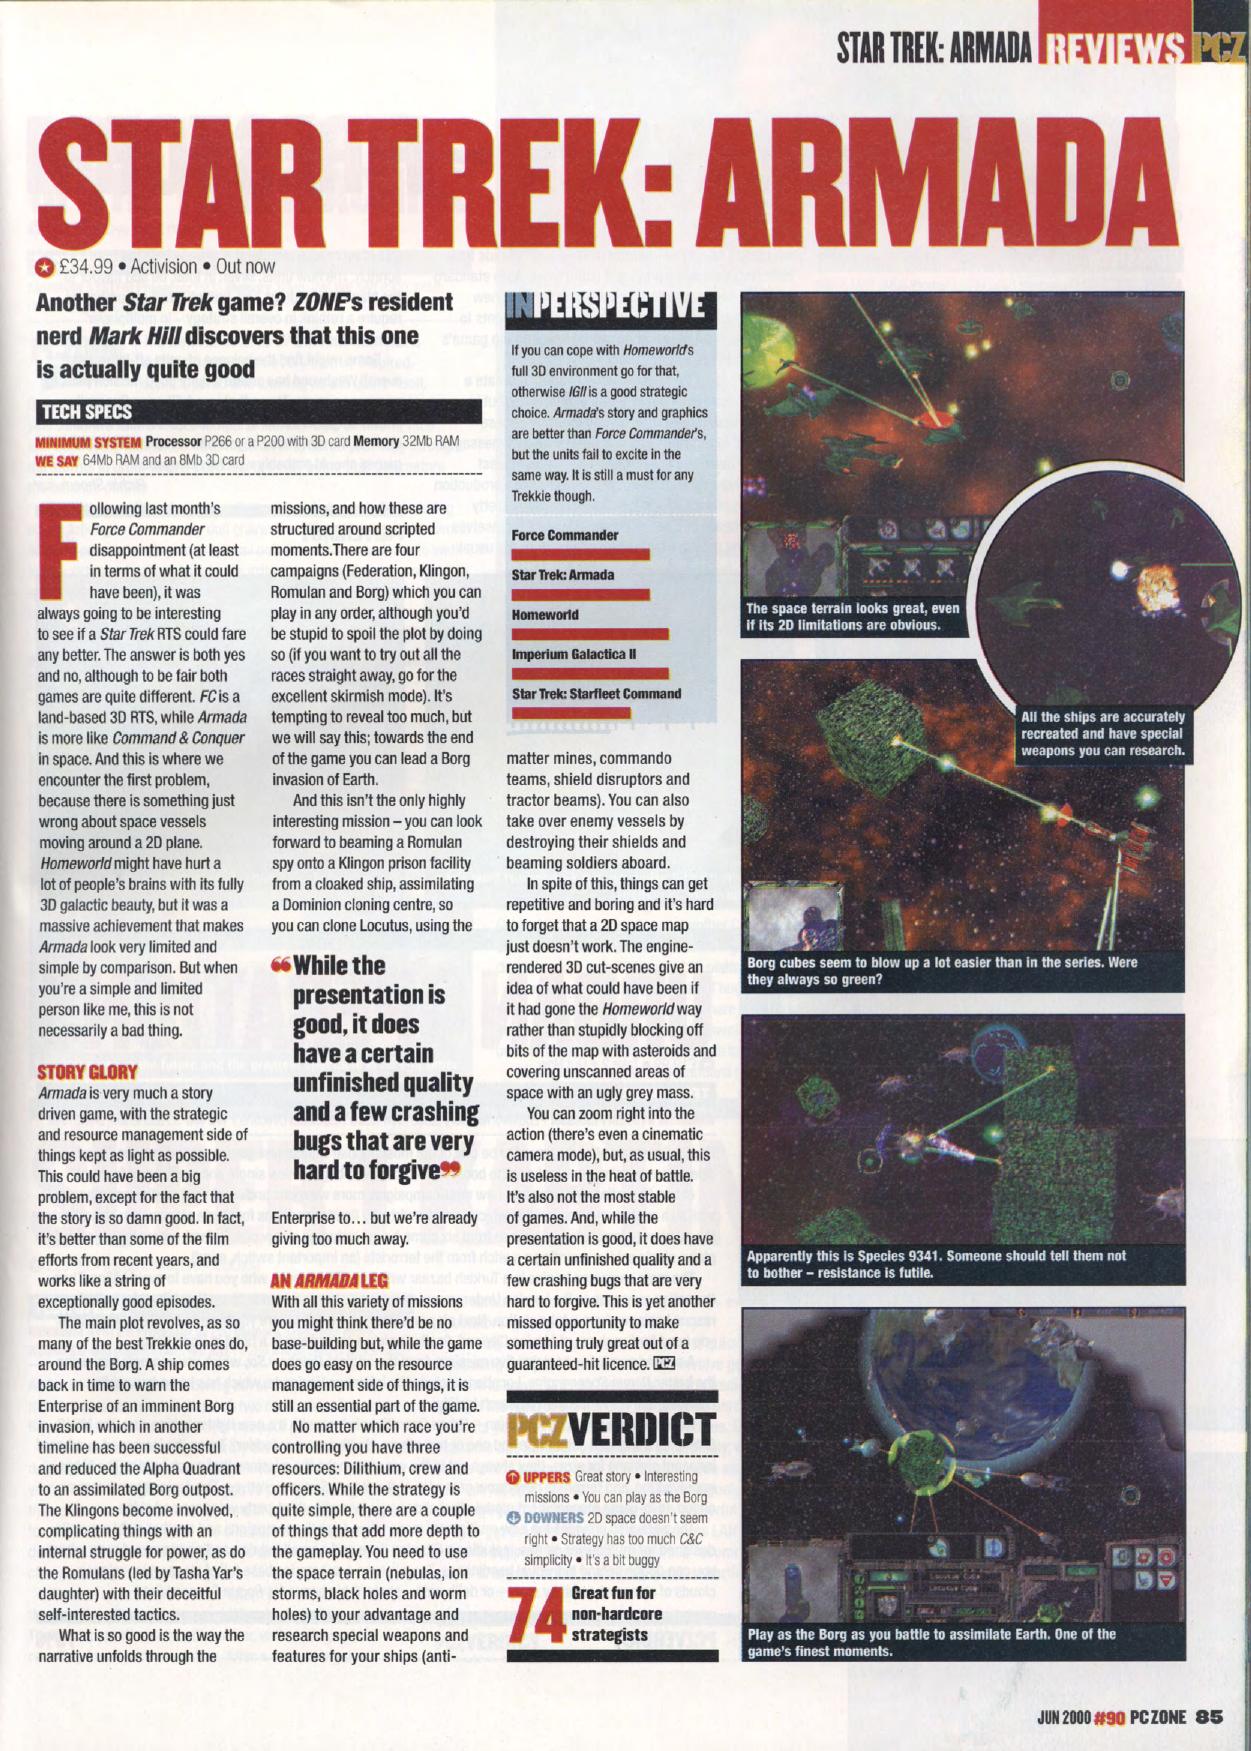 STAR TREK: ARMADA REVIEWS PCZ
STAR TREK: ARMADA
£34.99 • Activision • Out now
Another Star Trek game? ZONE's resident
nerd Mark Hill discovers that this one
is actually quite good
TECH SPECS
MINIMUM SYSTEM Processor P266 or a P200 with 3D card Memory 32Mb RAM
WE SAY 64Mb RAM and an 8Mb 3D card
Following last month's
Force Commander
disappointment (at least
in terms of what it could
have been), it was
always going to be interesting
to see if a Star Trek RTS could fare
any better. The answer is both yes
and no, although to be fair both
games are quite different. FC is a
land-based 3D RTS, while Armada
is more like Command & Conquer
in space. And this is where we
encounter the first problem,
because there is something just
wrong about space vessels
moving around a 2D plane.
Homeworld might have hurt a
lot of people's brains with its fully
3D galactic beauty, but it was a
massive achievement that makes
Armada look very limited and
simple by comparison. But when
you're a simple and limited
person like me, this is not
necessarily a bad thing.
STORY GLORY
Armada is very much a story
driven game, with the strategic
and resource management side of
things kept as light as possible.
This could have been a big
problem, except for the fact that
the story is so damn good. In fact,
it's better than some of the film
efforts from recent years, and
works like a string of
exceptionally good episodes.
The main plot revolves, as so
many of the best Trekkie ones do,
around the Borg. A ship comes
back in time to warn the
Enterprise of an imminent Borg
invasion, which in another
timeline has been successful
and reduced the Alpha Quadrant
to an assimilated Borg outpost.
The Klingons become involved,
complicating things with an
internal struggle for power, as do
the Romulans (led by Tasha Yar's
daughter) with their deceitful
self-interested tactics.
What is so good is the way the
narrative unfolds through the
missions, and how these are
structured around scripted
moments.There are four
campaigns (Federation, Klingon,
Romulan and Borg) which you can
play in any order, although you'd
be stupid to spoil the plot by doing
so (if you want to try out all the
races straight away, go for the
excellent skirmish mode). It's
tempting to reveal too much, but
we will say this; towards the end
of the game you can lead a Borg
invasion of Earth.
And this isn't the only highly
interesting mission – you can look
forward to beaming a Romulan
spy onto a Klingon prison facility
from a cloaked ship, assimilating
a Dominion cloning centre, so
you can clone Locutus, using the
“While the
presentation is
good, it does
have a certain
unfinished quality
and a few crashing
bugs that are very
hard to forgive”
Enterprise to... but we're already
giving too much away.
AN ARMADA LEG
With all this variety of missions
you might think there'd be no
base-building but, while the game
does go easy on the resource
management side of things, it is
still an essential part of the game.
No matter which race you're
controlling you have three
resources: Dilithium, crew and
officers. While the strategy is
quite simple, there are a couple
of things that add more depth to
the gameplay. You need to use
the space terrain (nebulas, ion
storms, black holes and worm
holes) to your advantage and
research special weapons and
features for your ships (anti-
INPERSPECTIVE
If you can cope with Homeworld's
full 3D environment go for that,
otherwise IGII is a good strategic
choice. Armada's story and graphics
are better than Force Commander's,
but the units fail to excite in the
same way. It is still a must for any
Trekkie though.
Force Commander
Star Trek: Armada
Homeworld
Imperium Galactica II
Star Trek: Starfleet Command
matter mines, commando
teams, shield disruptors and
tractor beams). You can also
take over enemy vessels by
destroying their shields and
beaming soldiers aboard.
In spite of this, things can get
repetitive and boring and it's hard
to forget that a 2D space map
just doesn't work. The engine-
rendered 3D cut-scenes give an
idea of what could have been if
it had gone the Homeworld way
rather than stupidly blocking off
bits of the map with asteroids and
covering unscanned areas of
space with an ugly grey mass.
You can zoom right into the
action (there's even a cinematic
camera mode), but, as usual, this
is useless in the heat of battle.
It's also not the most stable
of games. And, while the
presentation is good, it does have
a certain unfinished quality and a
few crashing bugs that are very
hard to forgive. This is yet another
missed opportunity to make
something truly great out of a
guaranteed-hit licence. PCZ
PCZVERDICT
UPPERS Great story • Interesting
missions • You can play as the Borg
DOWNERS 2D space doesn't seem
right • Strategy has too much C&C
simplicity • It's a bit buggy
74 Great fun for
non-hardcore
strategists
The space terrain looks great, even
if its 2D limitations are obvious.
All the ships are accurately
recreated and have special
weapons you can research.
Borg cubes seem to blow up a lot easier than in the series. Were
they always so green?
Apparently this is Species 9341. Someone should tell them not
to bother – resistance is futile.
Play as the Borg as you battle to assimilate Earth. One of the
game's finest moments.
JUN 2000 #90 PC ZONE 85